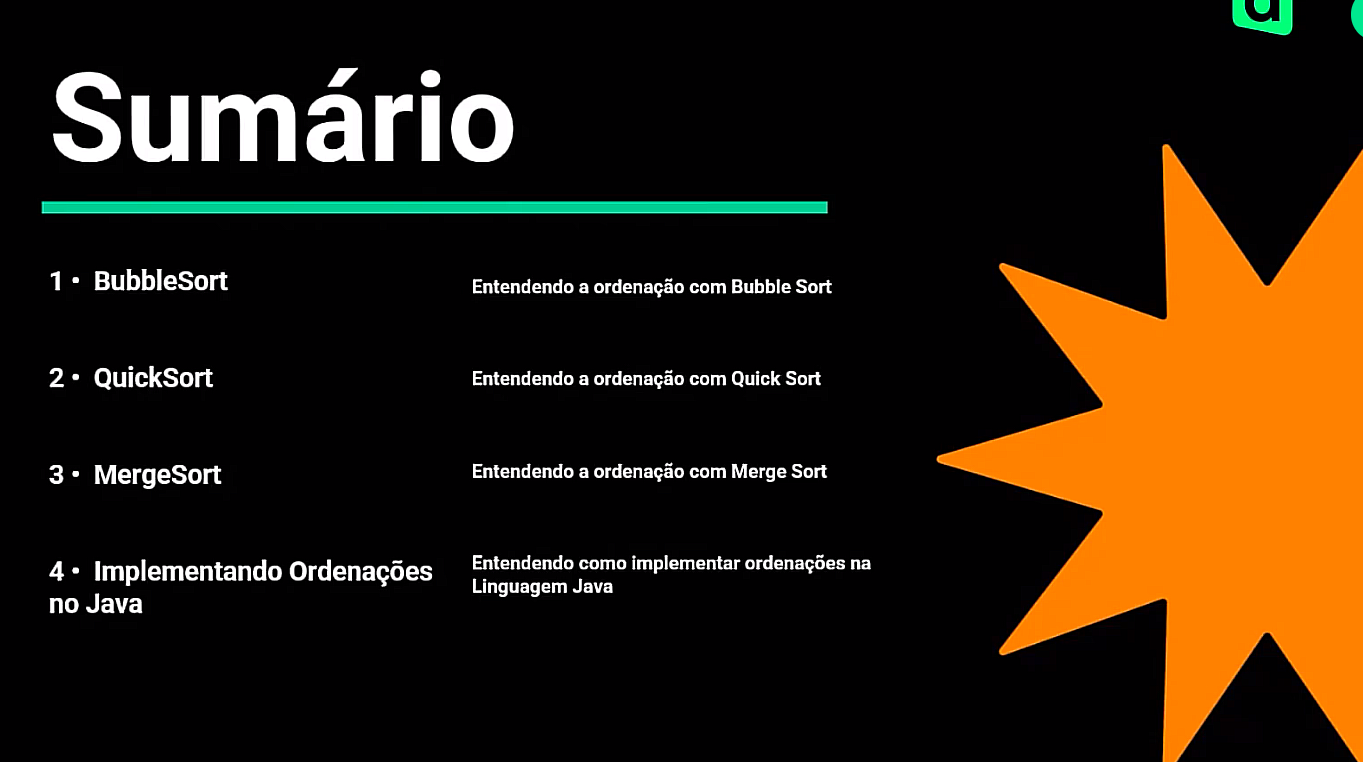 Sumário
1 • BubbleSort
Entendendo a ordenação com Bubble Sort
2 • QuickSort
Entendendo a ordenação com Quick Sort
3 • MergeSort
Entendendo a ordenação com Merge Sort
4 • Implementando Ordenações
no Java
Entendendo como implementar ordenações na
Linguagem Java